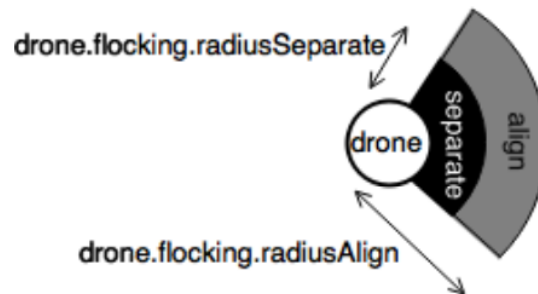 drone.flocking.radiusSeparate
drone
separate
align
drone.flocking.radiusAlign